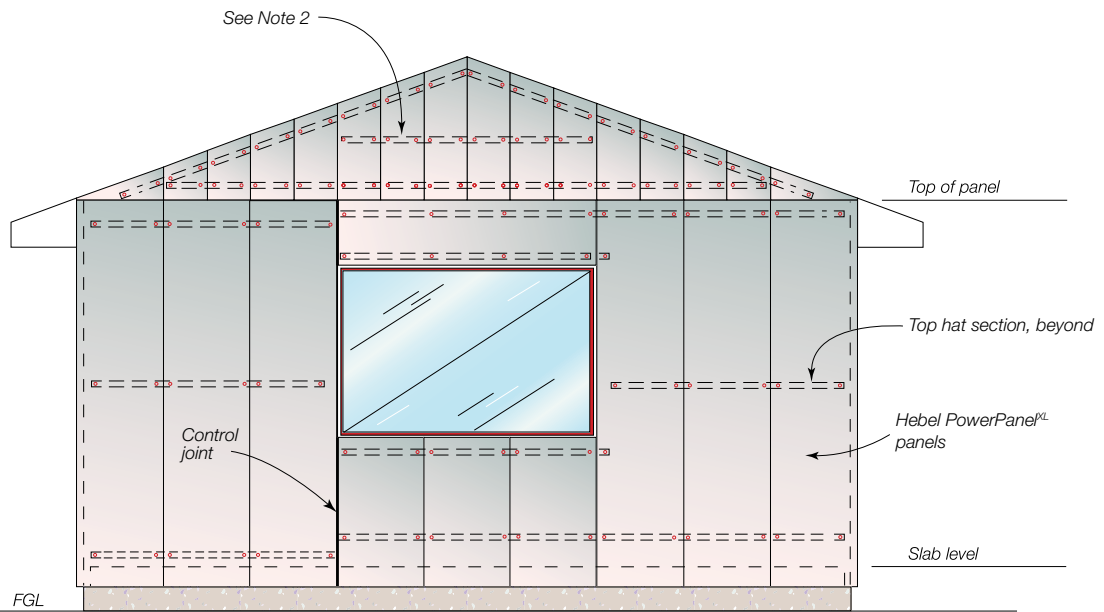 See Note 2
Top of panel
Top hat section, beyond
Hebel PowerPanelXL
panels
Control
joint
Slab level
FGL